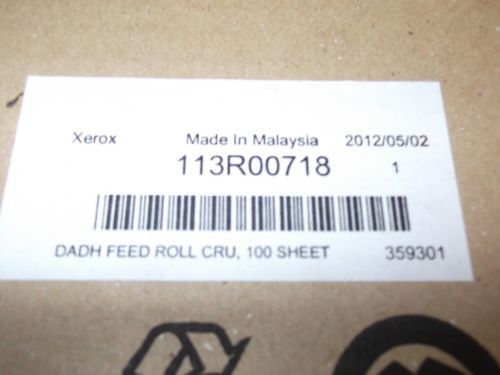 Xerox Made In Malaysia 2012/05/02
113R00718 1
DADH FEED ROLL CRU, 100 SHEET 359301